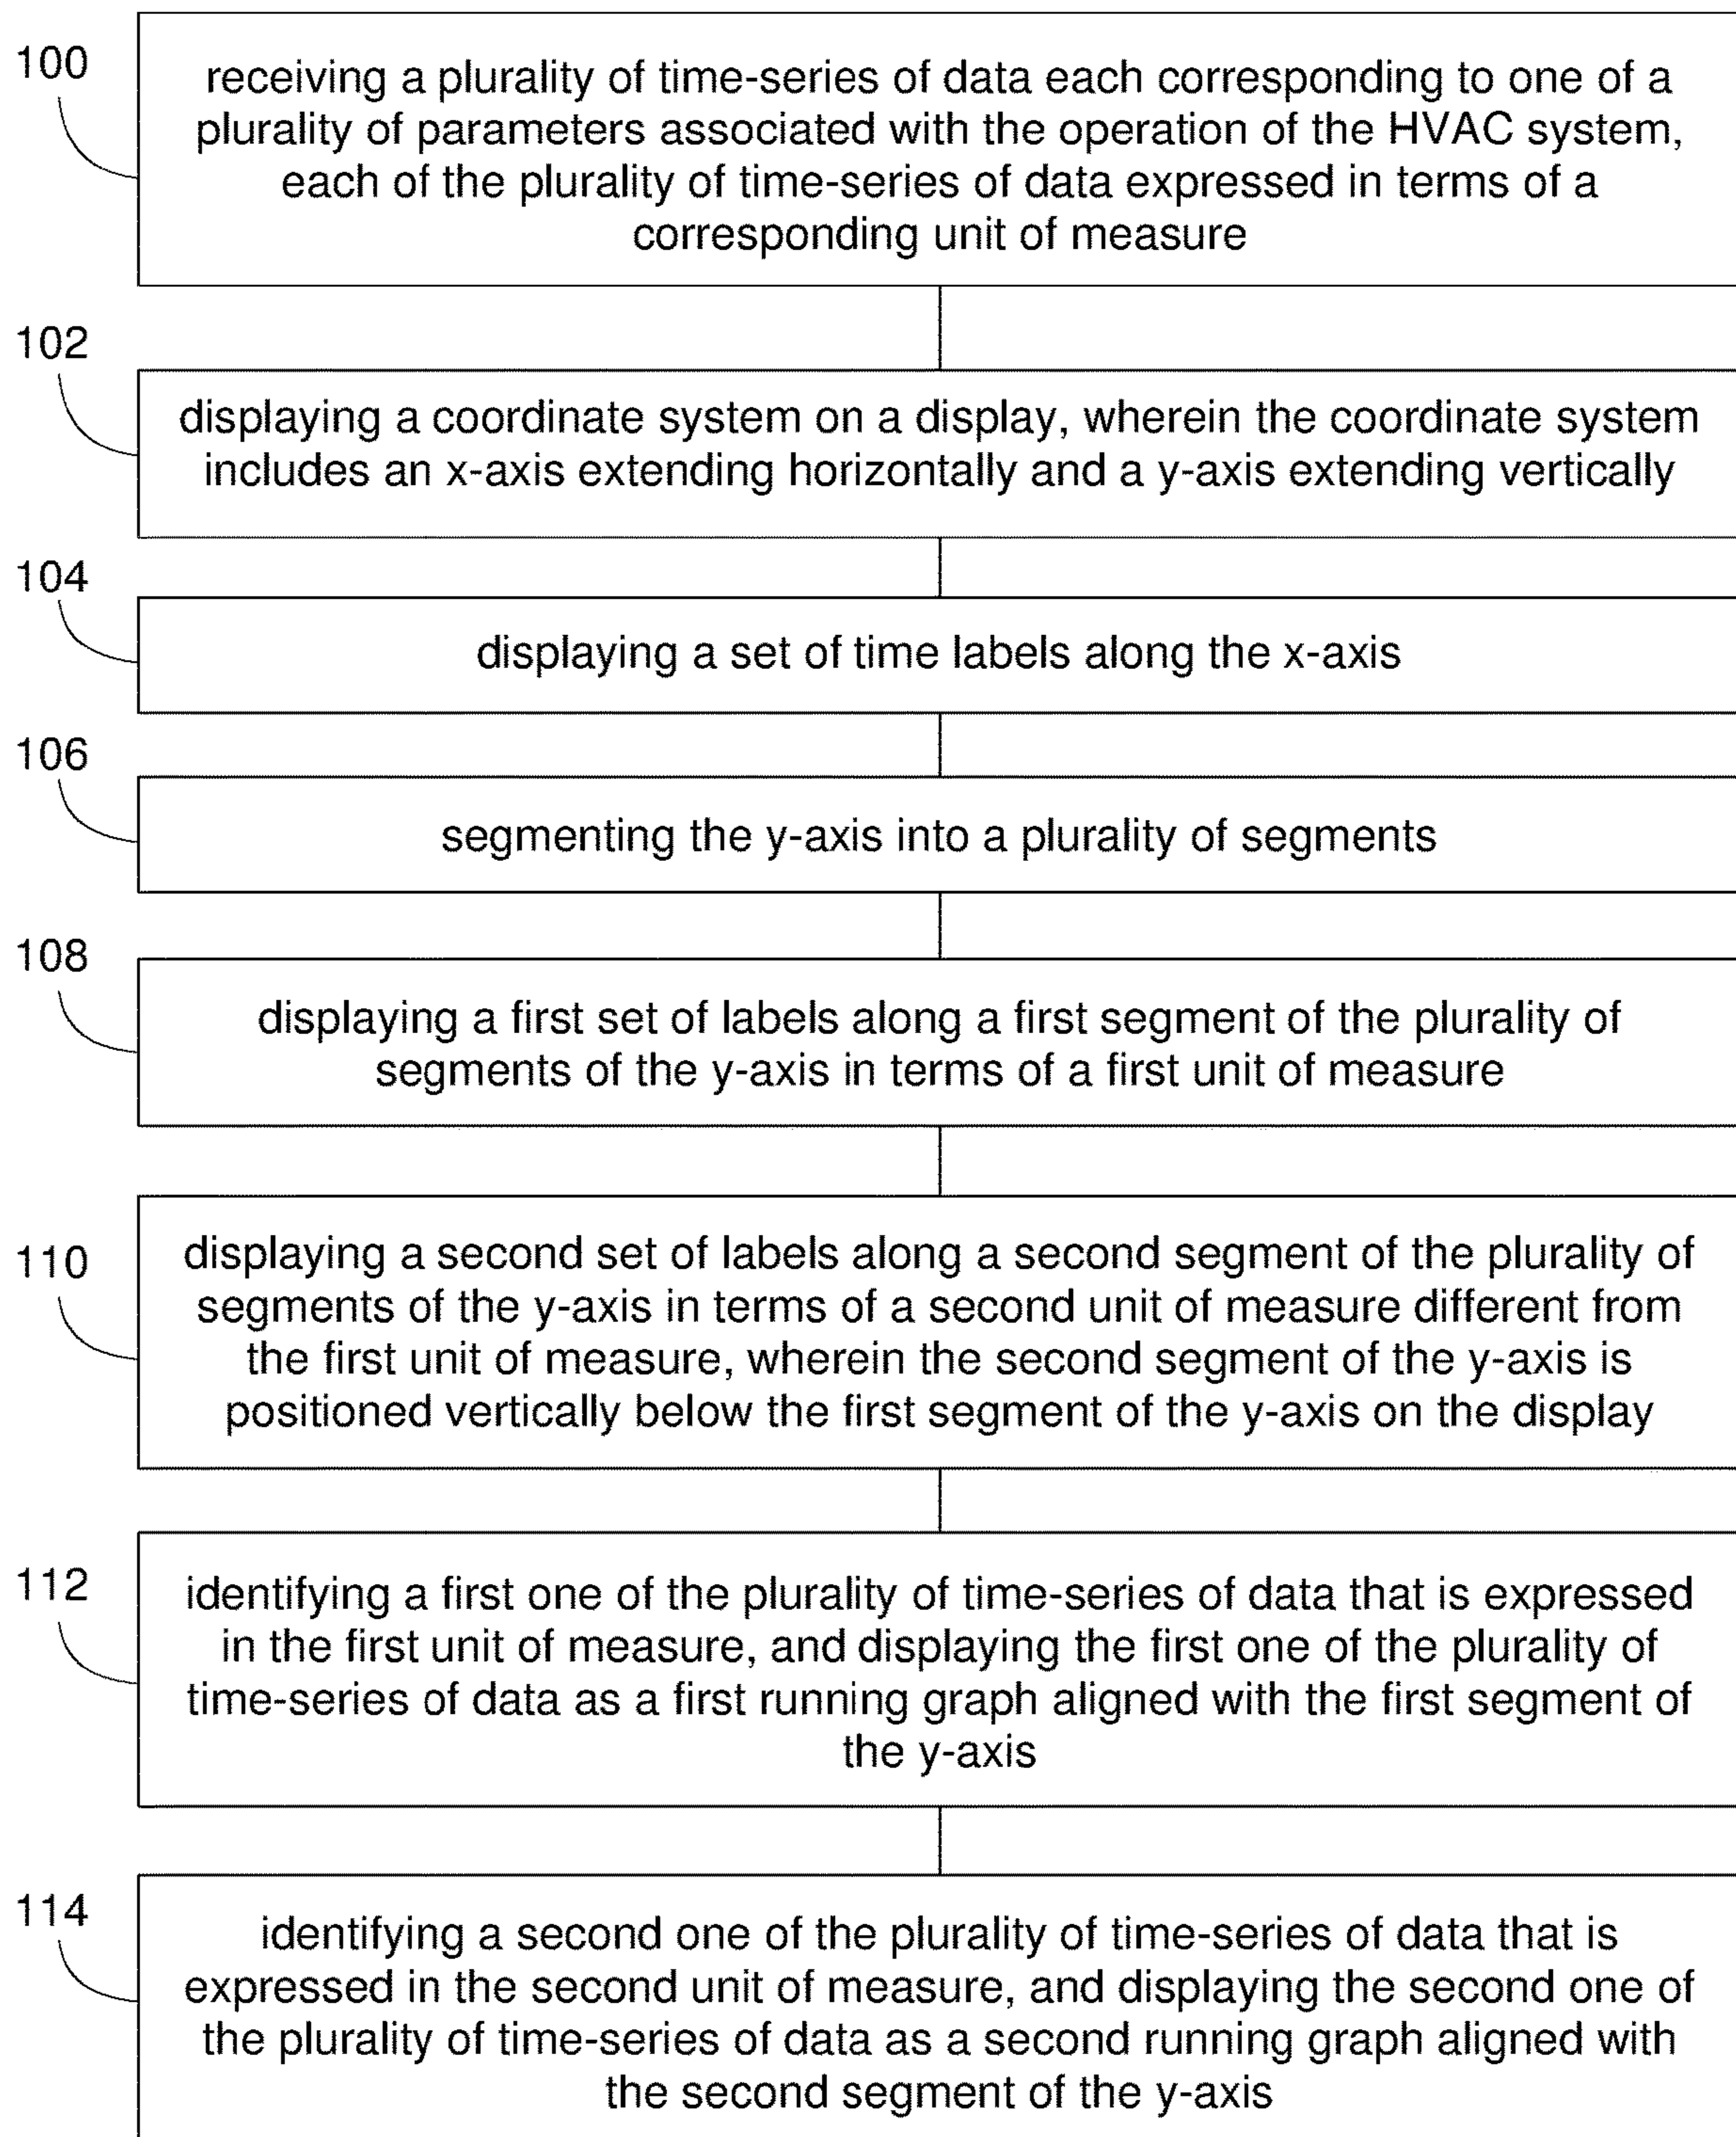 100
receiving a plurality of time-series of data each corresponding to one of a
plurality of parameters associated with the operation of the HVAC system,
each of the plurality of time-series of data expressed in terms of a
corresponding unit of measure
102
displaying a coordinate system on a display, wherein the coordinate system
includes an x-axis extending horizontally and a y-axis extending vertically
104
displaying a set of time labels along the x-axis
106
segmenting the y-axis into a plurality of segments
108
displaying a first set of labels along a first segment of the plurality of
segments of the y-axis in terms of a first unit of measure
110
displaying a second set of labels along a second segment of the plurality of
segments of the y-axis in terms of a second unit of measure different from
the first unit of measure, wherein the second segment of the y-axis is
positioned vertically below the first segment of the y-axis on the display
112
identifying a first one of the plurality of time-series of data that is expressed
in the first unit of measure, and displaying the first one of the plurality of
time-series of data as a first running graph aligned with the first segment of
the y-axis
114
identifying a second one of the plurality of time-series of data that is
expressed in the second unit of measure, and displaying the second one of
the plurality of time-series of data as a second running graph aligned with
the second segment of the y-axis